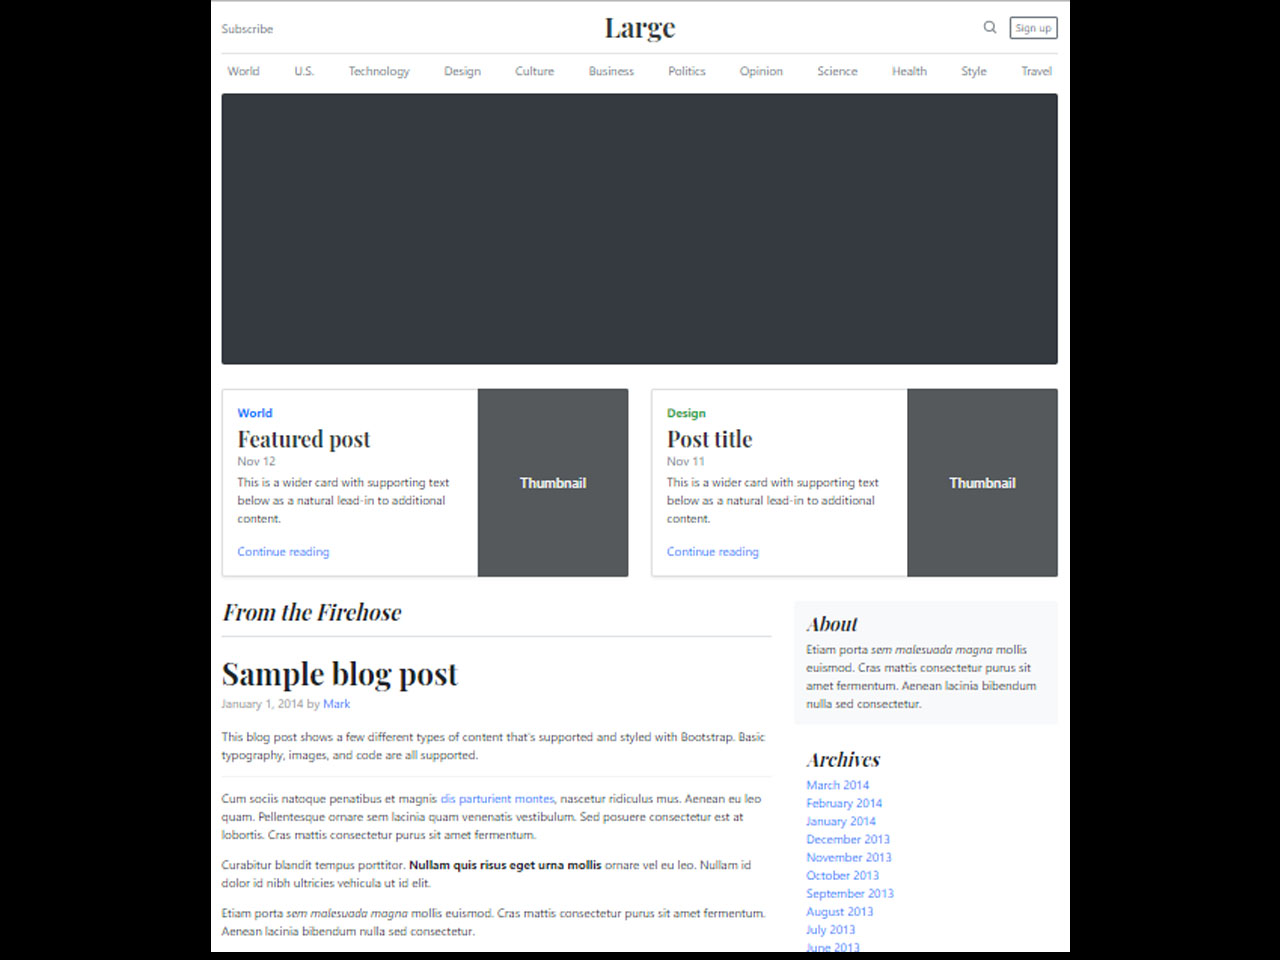 Subscribe
Large
Sign up
World U.S. Technology Design Culture Business Politics Opinion Science Health Style Travel
World
Featured post
Nov 12
This is a wider card with supporting text
below as a natural lead-in to additional
content.
Continue reading
Thumbnail
Design
Post title
Nov 11
This is a wider card with supporting text
below as a natural lead-in to additional
content.
Continue reading
Thumbnail
From the Firehose
Sample blog post
January 1, 2014 by Mark
This blog post shows a few different types of content that's supported and styled with Bootstrap. Basic
typography, images, and code are all supported.
Cum sociis natoque penatibus et magnis dis parturient montes, nascetur ridiculus mus. Aenean eu leo
quam. Pellentesque ornare sem lacinia quam venenatis vestibulum. Sed posuere consectetur est at
lobortis. Cras mattis consectetur purus sit amet fermentum.
Curabitur blandit tempus porttitor. Nullam quis risus eget urna mollis ornare vel eu leo. Nullam id
dolor id nibh ultricies vehicula ut id elit.
Etiam porta sem malesuada magna mollis euismod. Cras mattis consectetur purus sit amet fermentum.
Aenean lacinia bibendum nulla sed consectetur.
About
Etiam porta sem malesuada magna mollis
euismod. Cras mattis consectetur purus sit
amet fermentum. Aenean lacinia bibendum
nulla sed consectetur.
Archives
March 2014
February 2014
January 2014
December 2013
November 2013
October 2013
September 2013
August 2013
July 2013
June 2013